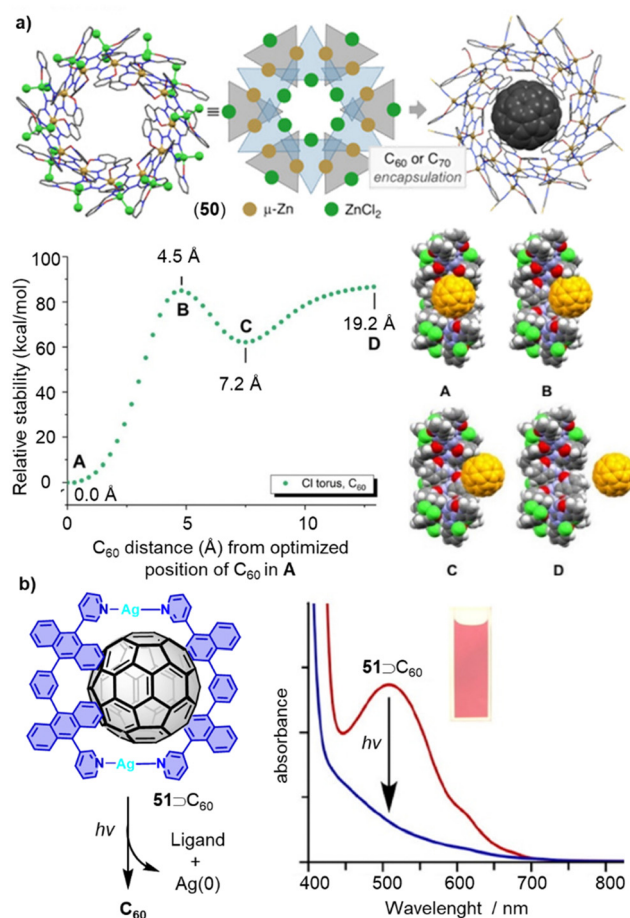 a)
(50)
≡
μ-Zn
ZnCl2
C60 or C70
encapsulation
Relative stability (kcal/mol)
100
80
60
40
20
0
0
5
10
A
0.0 Å
4.5 Å
B
C
7.2 Å
19.2 Å
D
Cl torus, C60
C60 distance (Å) from optimized
position of C60 in A
A
B
C
D
b)
N
Ag
N
N
Ag
N
51⊃C60
hν
Ligand
+
Ag(0)
C60
absorbance
51⊃C60
hν
400
500
600
700
800
Wavelenght / nm